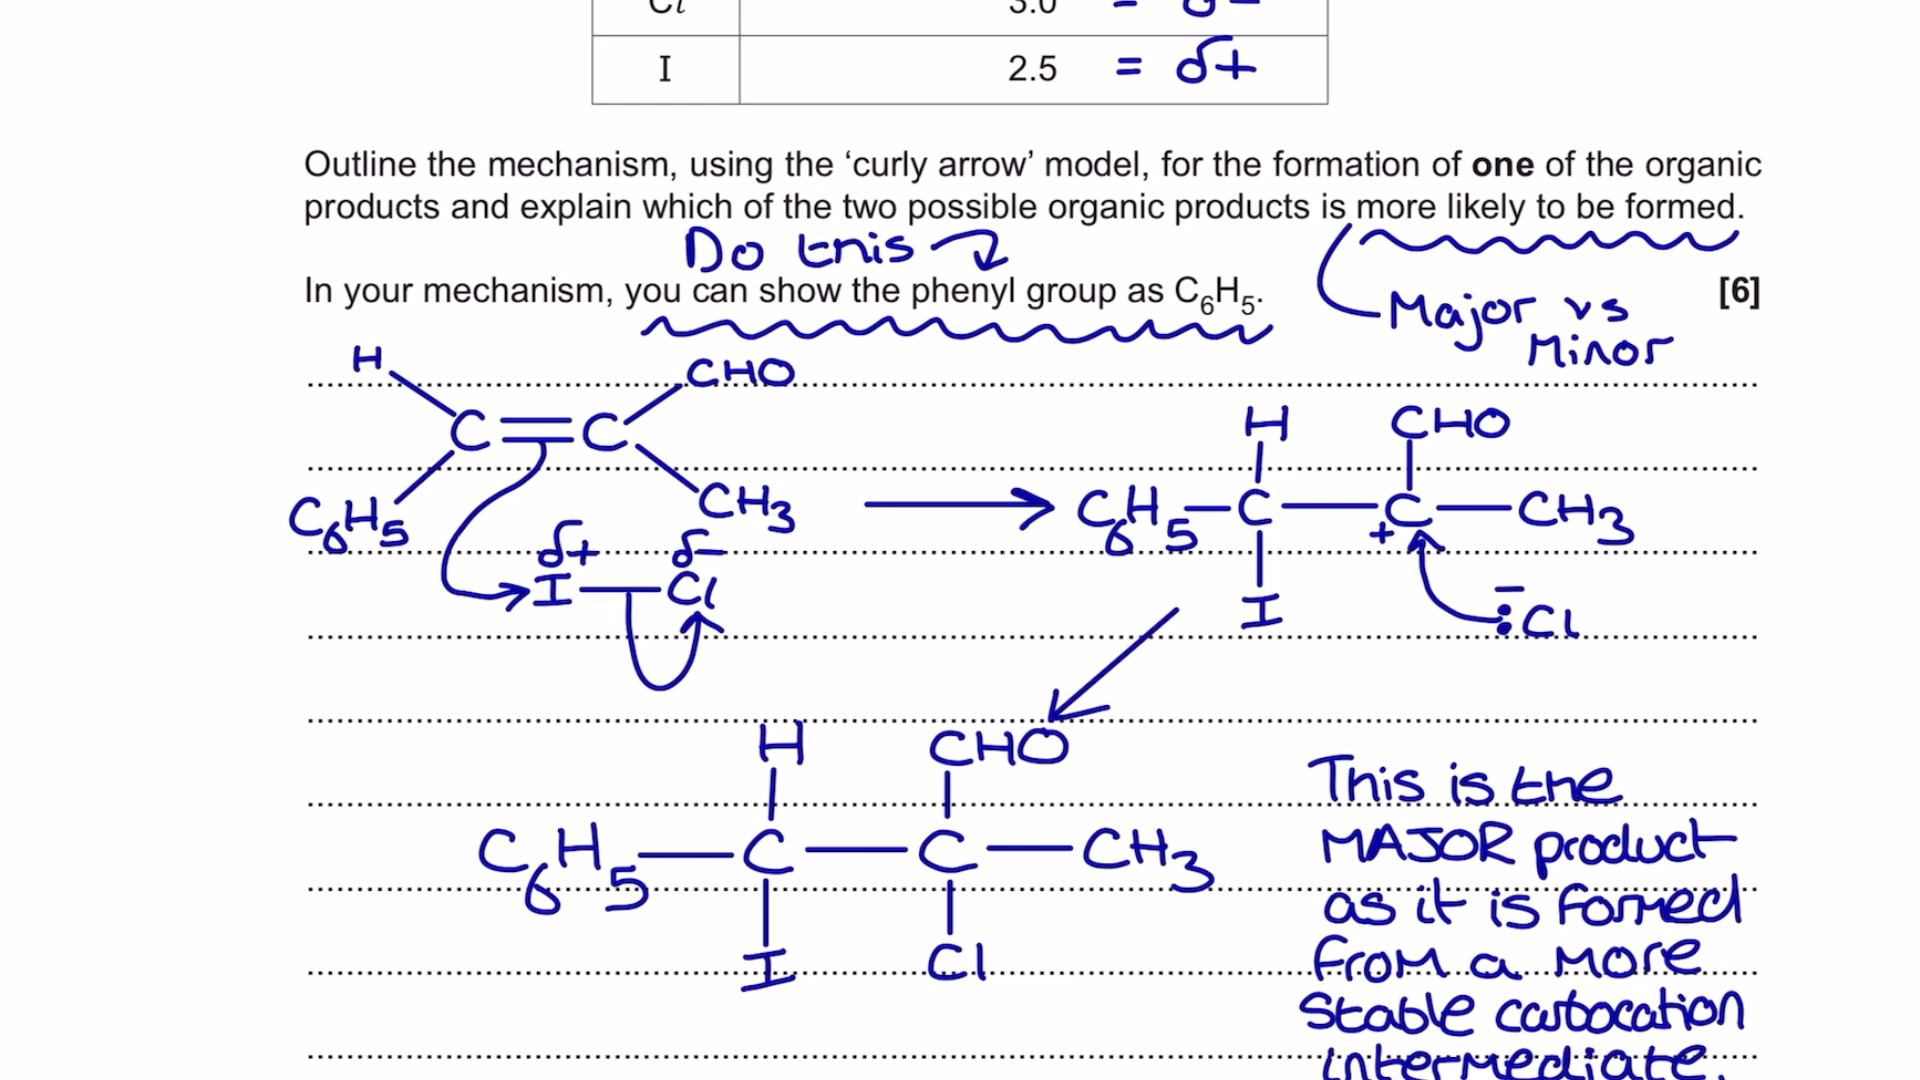 Cl 3.0 = δ−
I 2.5 = δ+
Outline the mechanism, using the ‘curly arrow’ model, for the formation of one of the organic
products and explain which of the two possible organic products is more likely to be formed.
Do this
In your mechanism, you can show the phenyl group as C₆H₅. [6]
Major vs
Minor
H CHO
C=C
C₆H₅ CH₃
δ+ δ−
I—Cl
H CHO
C₆H₅—C—C—CH₃
+
I
− :Cl
H CHO
C₆H₅—C—C—CH₃
I Cl
This is the
MAJOR product
as it is formed
from a more
stable carbocation
intermediate.